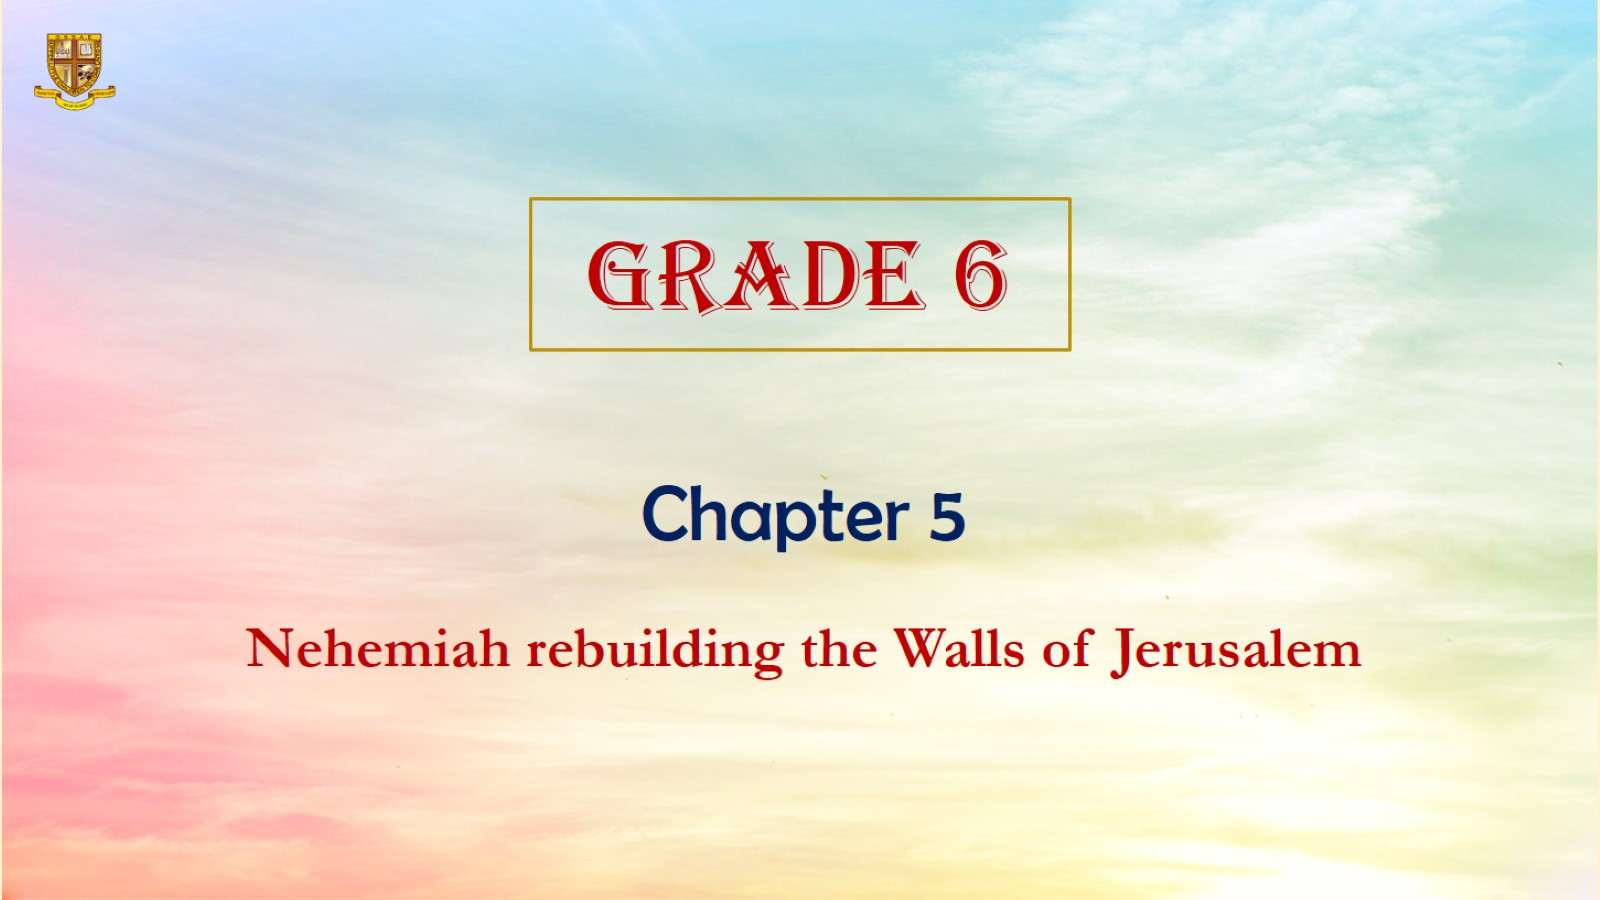 GRADE 6
Chapter 5
Nehemiah rebuilding the Walls of Jerusalem